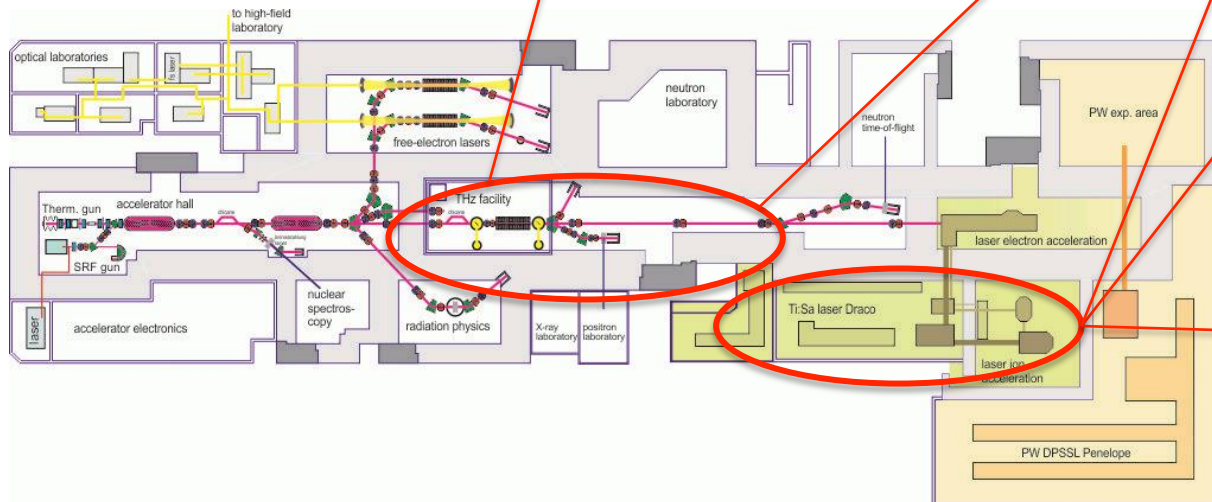 to high-field
laboratory
optical laboratories
fs laser
neutron
laboratory
PW exp. area
neutron
time-of-flight
free-electron lasers
accelerator hall
THz facility
Therm. gun
chicane
chicane
SRF gun
laser electron acceleration
nuclear
spectros-
copy
radiation physics
Ti:Sa laser Draco
laser
accelerator electronics
X-ray
laboratory
positron
laboratory
laser ion
acceleration
PW DPSSL Penelope